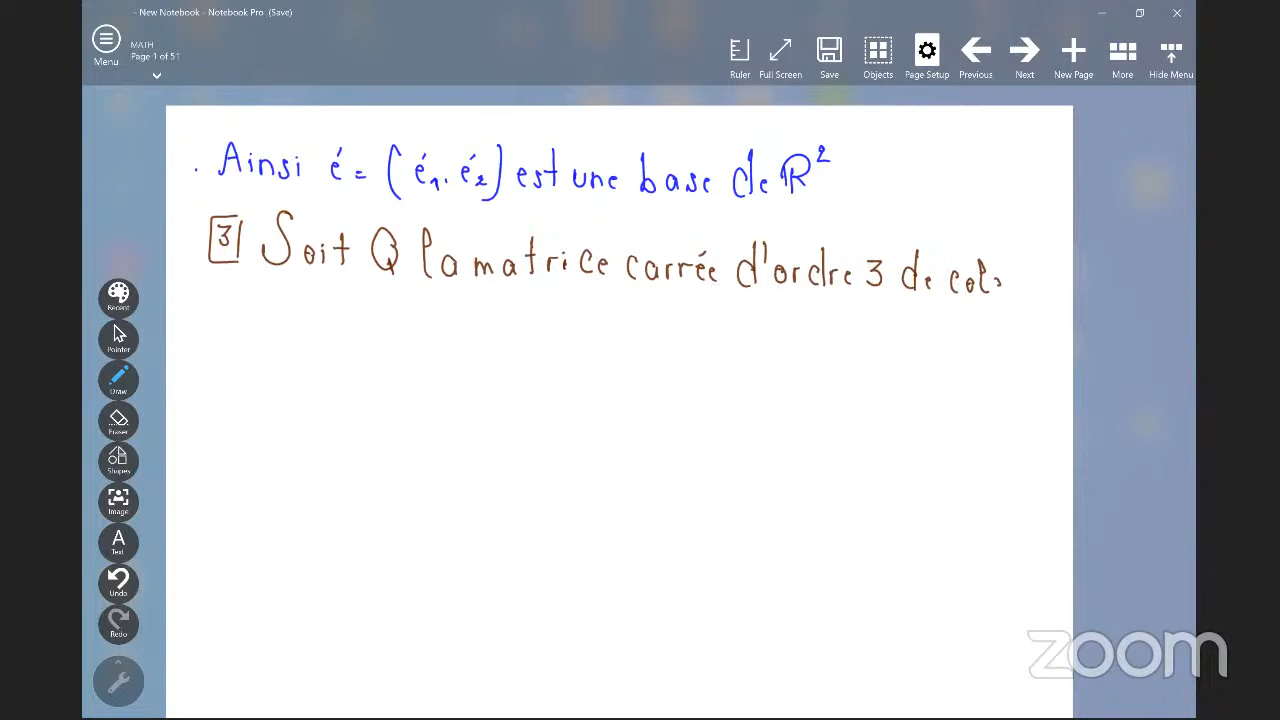 - New Notebook - Notebook Pro (Save)
MATH
Page 1 of 51
Menu
Ruler
Full Screen
Save
Objects
Page Setup
Previous
Next
New Page
More
Hide Menu
. Ainsi é = (é₁. é₂) est une base de ℝ²
3 Soit Q la matrice carrée d'ordre 3 de col
Recent
Pointer
Draw
Eraser
Shapes
Image
A
Text
Undo
Redo
zoom